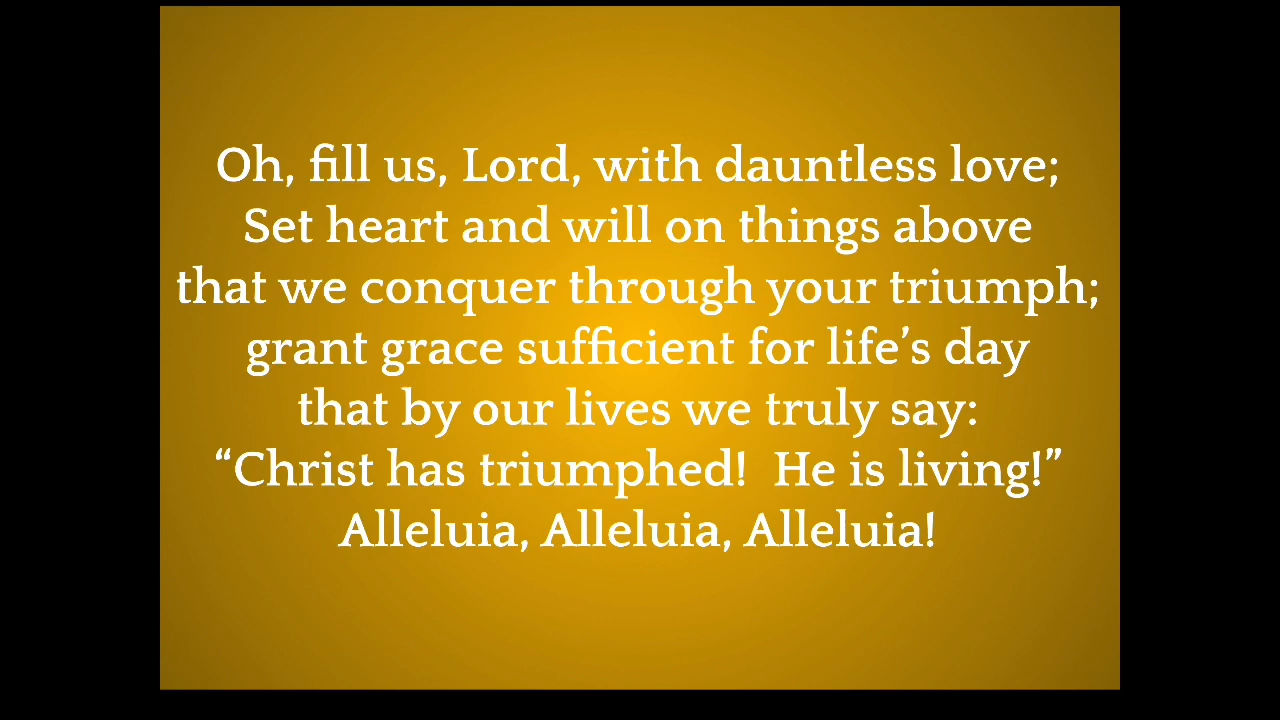 Oh, fill us, Lord, with dauntless love;
Set heart and will on things above
that we conquer through your triumph;
grant grace sufficient for life’s day
that by our lives we truly say:
“Christ has triumphed!  He is living!”
Alleluia, Alleluia, Alleluia!